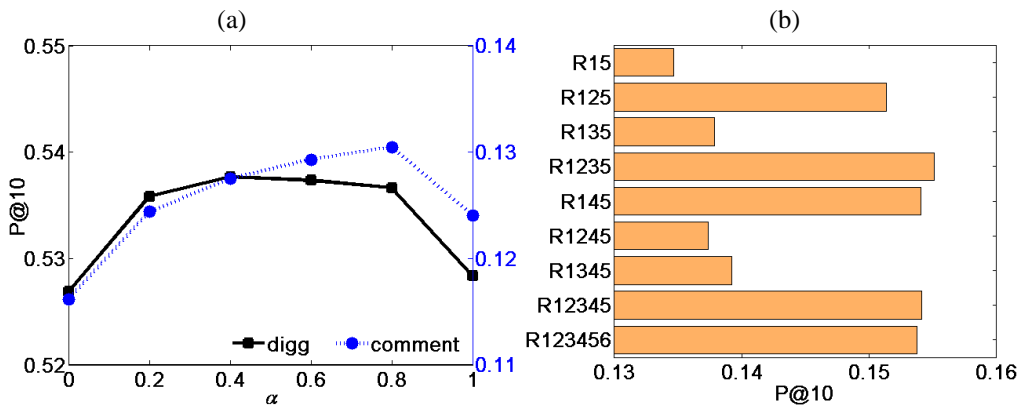 (a)
0.55
0.54
0.53
0.52
P@10
0.14
0.13
0.12
0.11
digg
comment
0 0.2 0.4 0.6 0.8 1
α
(b)
R15
R125
R135
R1235
R145
R1245
R1345
R12345
R123456
0.13 0.14 0.15 0.16
P@10